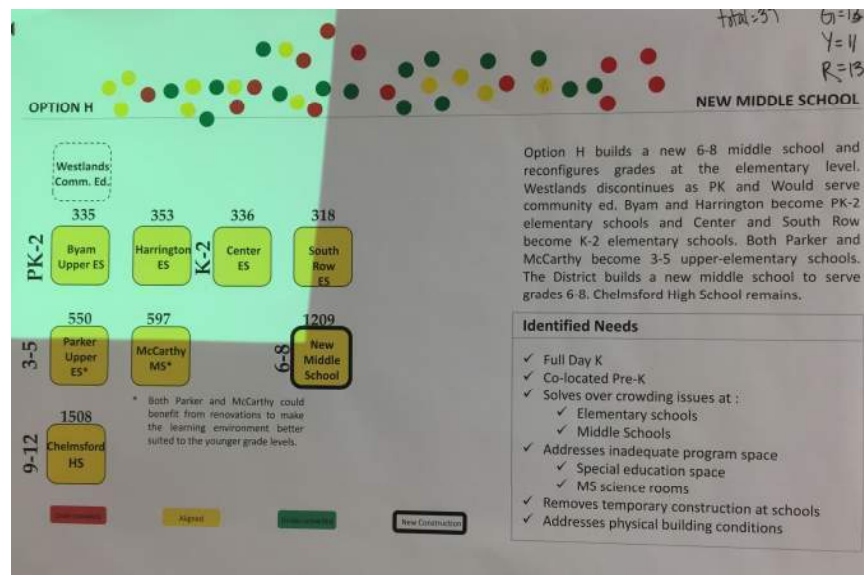 total=37
G=13
Y=11
R=13
OPTION H
NEW MIDDLE SCHOOL
Westlands
Comm. Ed.
335 353 336 318
PK-2
Byam
Upper ES
Harrington
ES
K-2
Center
ES
South
Row
ES
550 597 1209
3-5
Parker
Upper
ES*
McCarthy
MS*
6-8
New
Middle
School
* Both Parker and McCarthy could
benefit from renovations to make
the learning environment better
suited to the younger grade levels.
1508
9-12
Chelmsford
HS
Aligned
New Construction
Option H builds a new 6-8 middle school and
reconfigures grades at the elementary level.
Westlands discontinues as PK and Would serve
community ed. Byam and Harrington become PK-2
elementary schools and Center and South Row
become K-2 elementary schools. Both Parker and
McCarthy become 3-5 upper-elementary schools.
The District builds a new middle school to serve
grades 6-8. Chelmsford High School remains.
Identified Needs
✓ Full Day K
✓ Co-located Pre-K
✓ Solves over crowding issues at :
✓ Elementary schools
✓ Middle Schools
✓ Addresses inadequate program space
✓ Special education space
✓ MS science rooms
✓ Removes temporary construction at schools
✓ Addresses physical building conditions